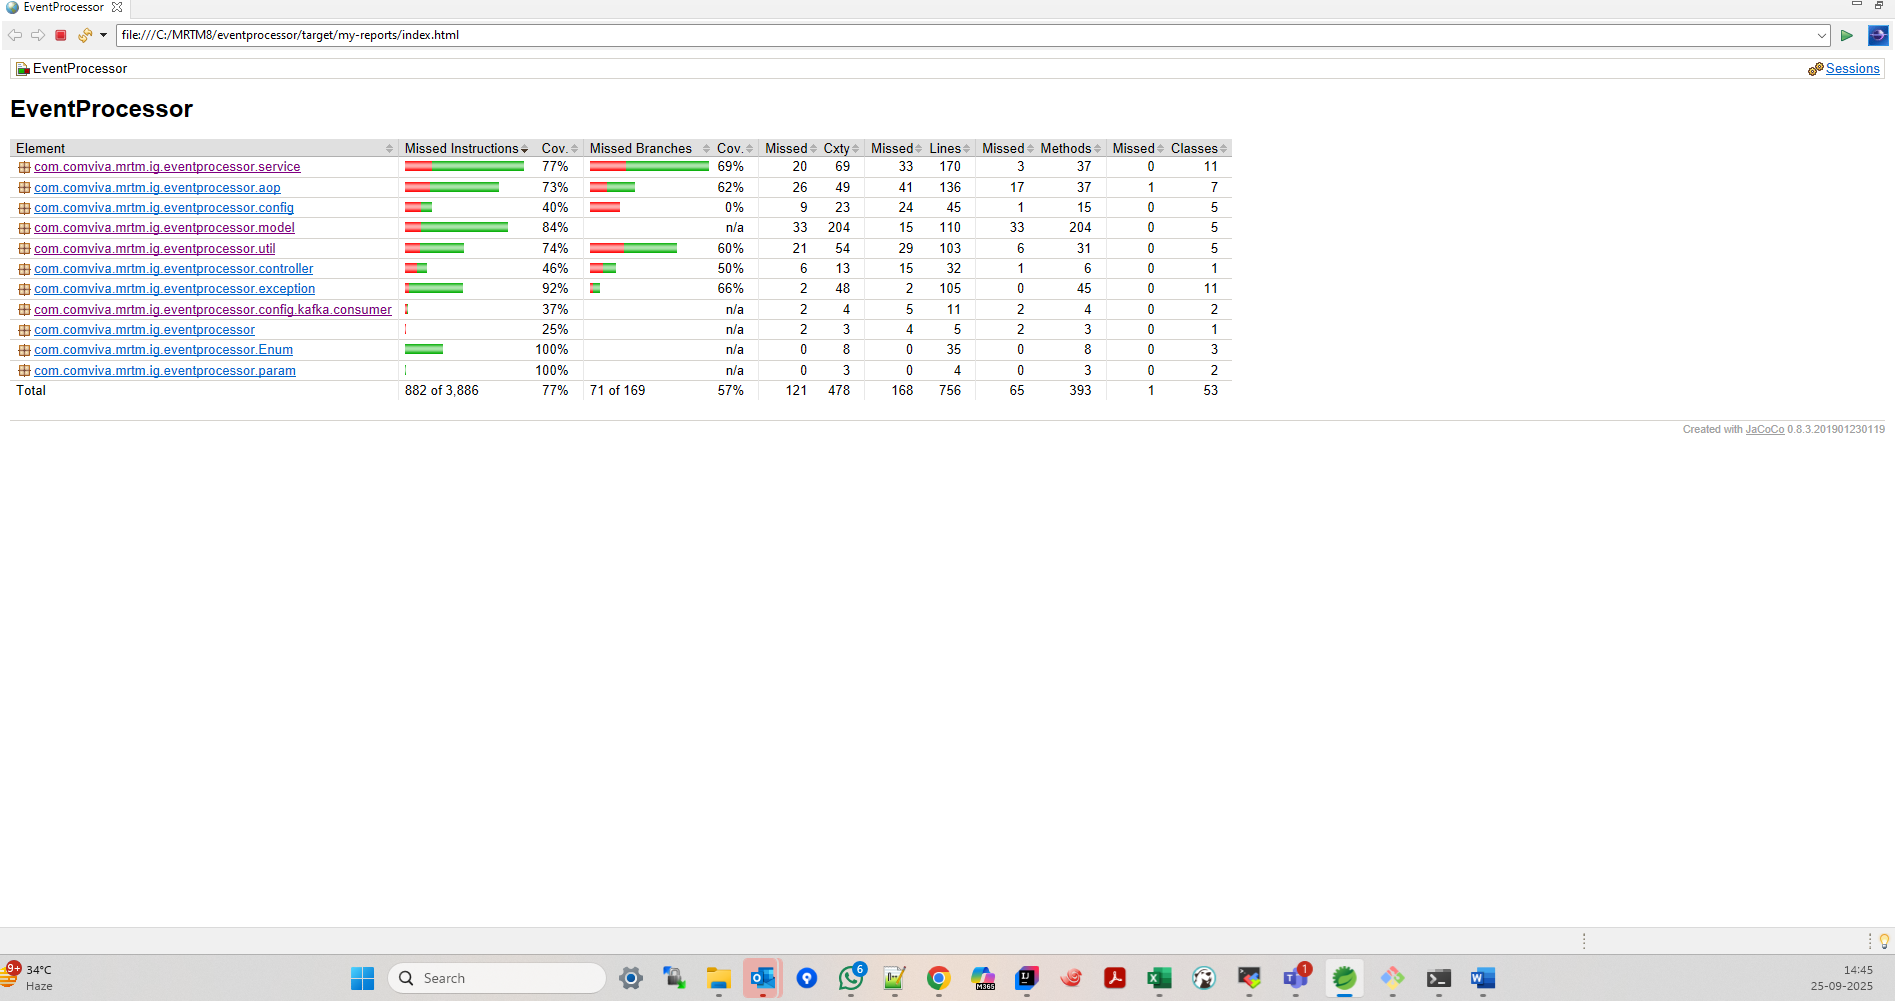 EventProcessor
file:///C:/MRTM8/eventprocessor/target/my-reports/index.html
EventProcessor
Sessions
EventProcessor
Element Missed Instructions Cov. Missed Branches Cov. Missed Cxty Missed Lines Missed Methods Missed Classes
com.comviva.mrtm.ig.eventprocessor.service 77% 69% 20 69 33 170 3 37 0 11
com.comviva.mrtm.ig.eventprocessor.aop 73% 62% 26 49 41 136 17 37 1 7
com.comviva.mrtm.ig.eventprocessor.config 40% 0% 9 23 24 45 1 15 0 5
com.comviva.mrtm.ig.eventprocessor.model 84% n/a 33 204 15 110 33 204 0 5
com.comviva.mrtm.ig.eventprocessor.util 74% 60% 21 54 29 103 6 31 0 5
com.comviva.mrtm.ig.eventprocessor.controller 46% 50% 6 13 15 32 1 6 0 1
com.comviva.mrtm.ig.eventprocessor.exception 92% 66% 2 48 2 105 0 45 0 11
com.comviva.mrtm.ig.eventprocessor.config.kafka.consumer 37% n/a 2 4 5 11 2 4 0 2
com.comviva.mrtm.ig.eventprocessor 25% n/a 2 3 4 5 2 3 0 1
com.comviva.mrtm.ig.eventprocessor.Enum 100% n/a 0 8 0 35 0 8 0 3
com.comviva.mrtm.ig.eventprocessor.param 100% n/a 0 3 0 4 0 3 0 2
Total 882 of 3,886 77% 71 of 169 57% 121 478 168 756 65 393 1 53
Created with JaCoCo 0.8.3.201901230119
9+
34°C
Haze
Search
6
M365
1
14:45
25-09-2025